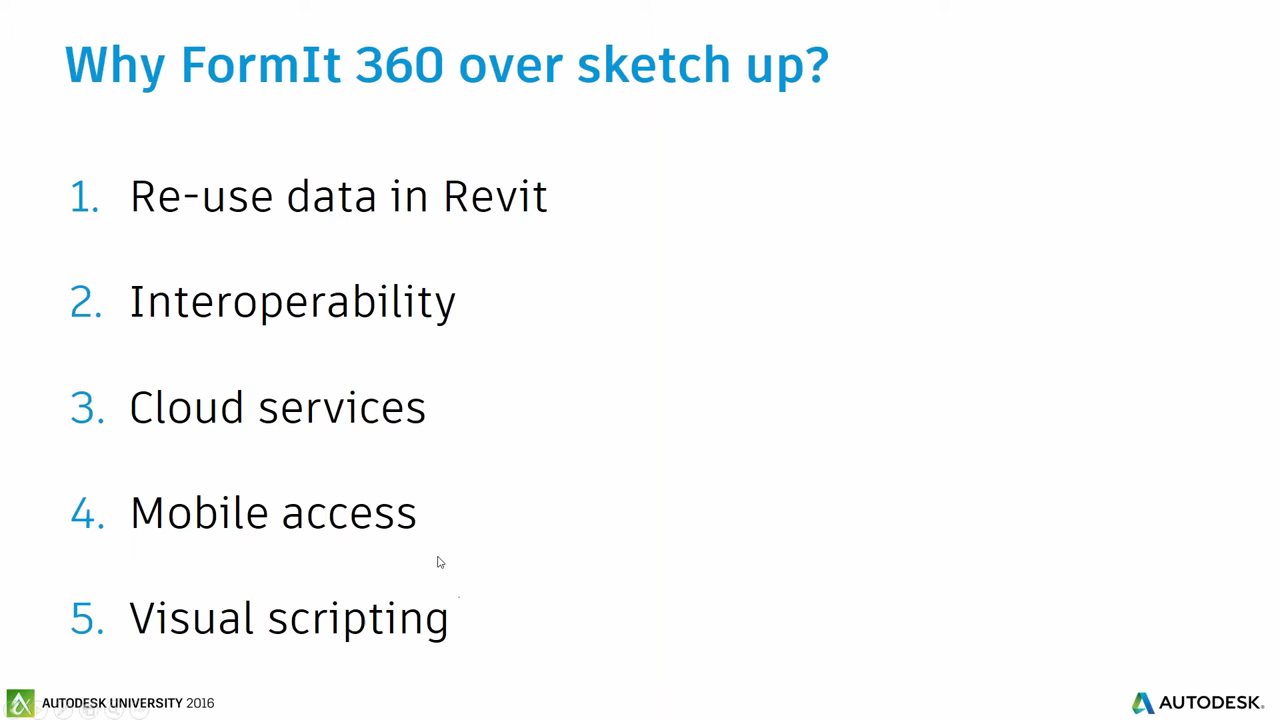 Why FormIt 360 over sketch up?
1. Re-use data in Revit
2. Interoperability
3. Cloud services
4. Mobile access
5. Visual scripting
AUTODESK UNIVERSITY 2016
AUTODESK.